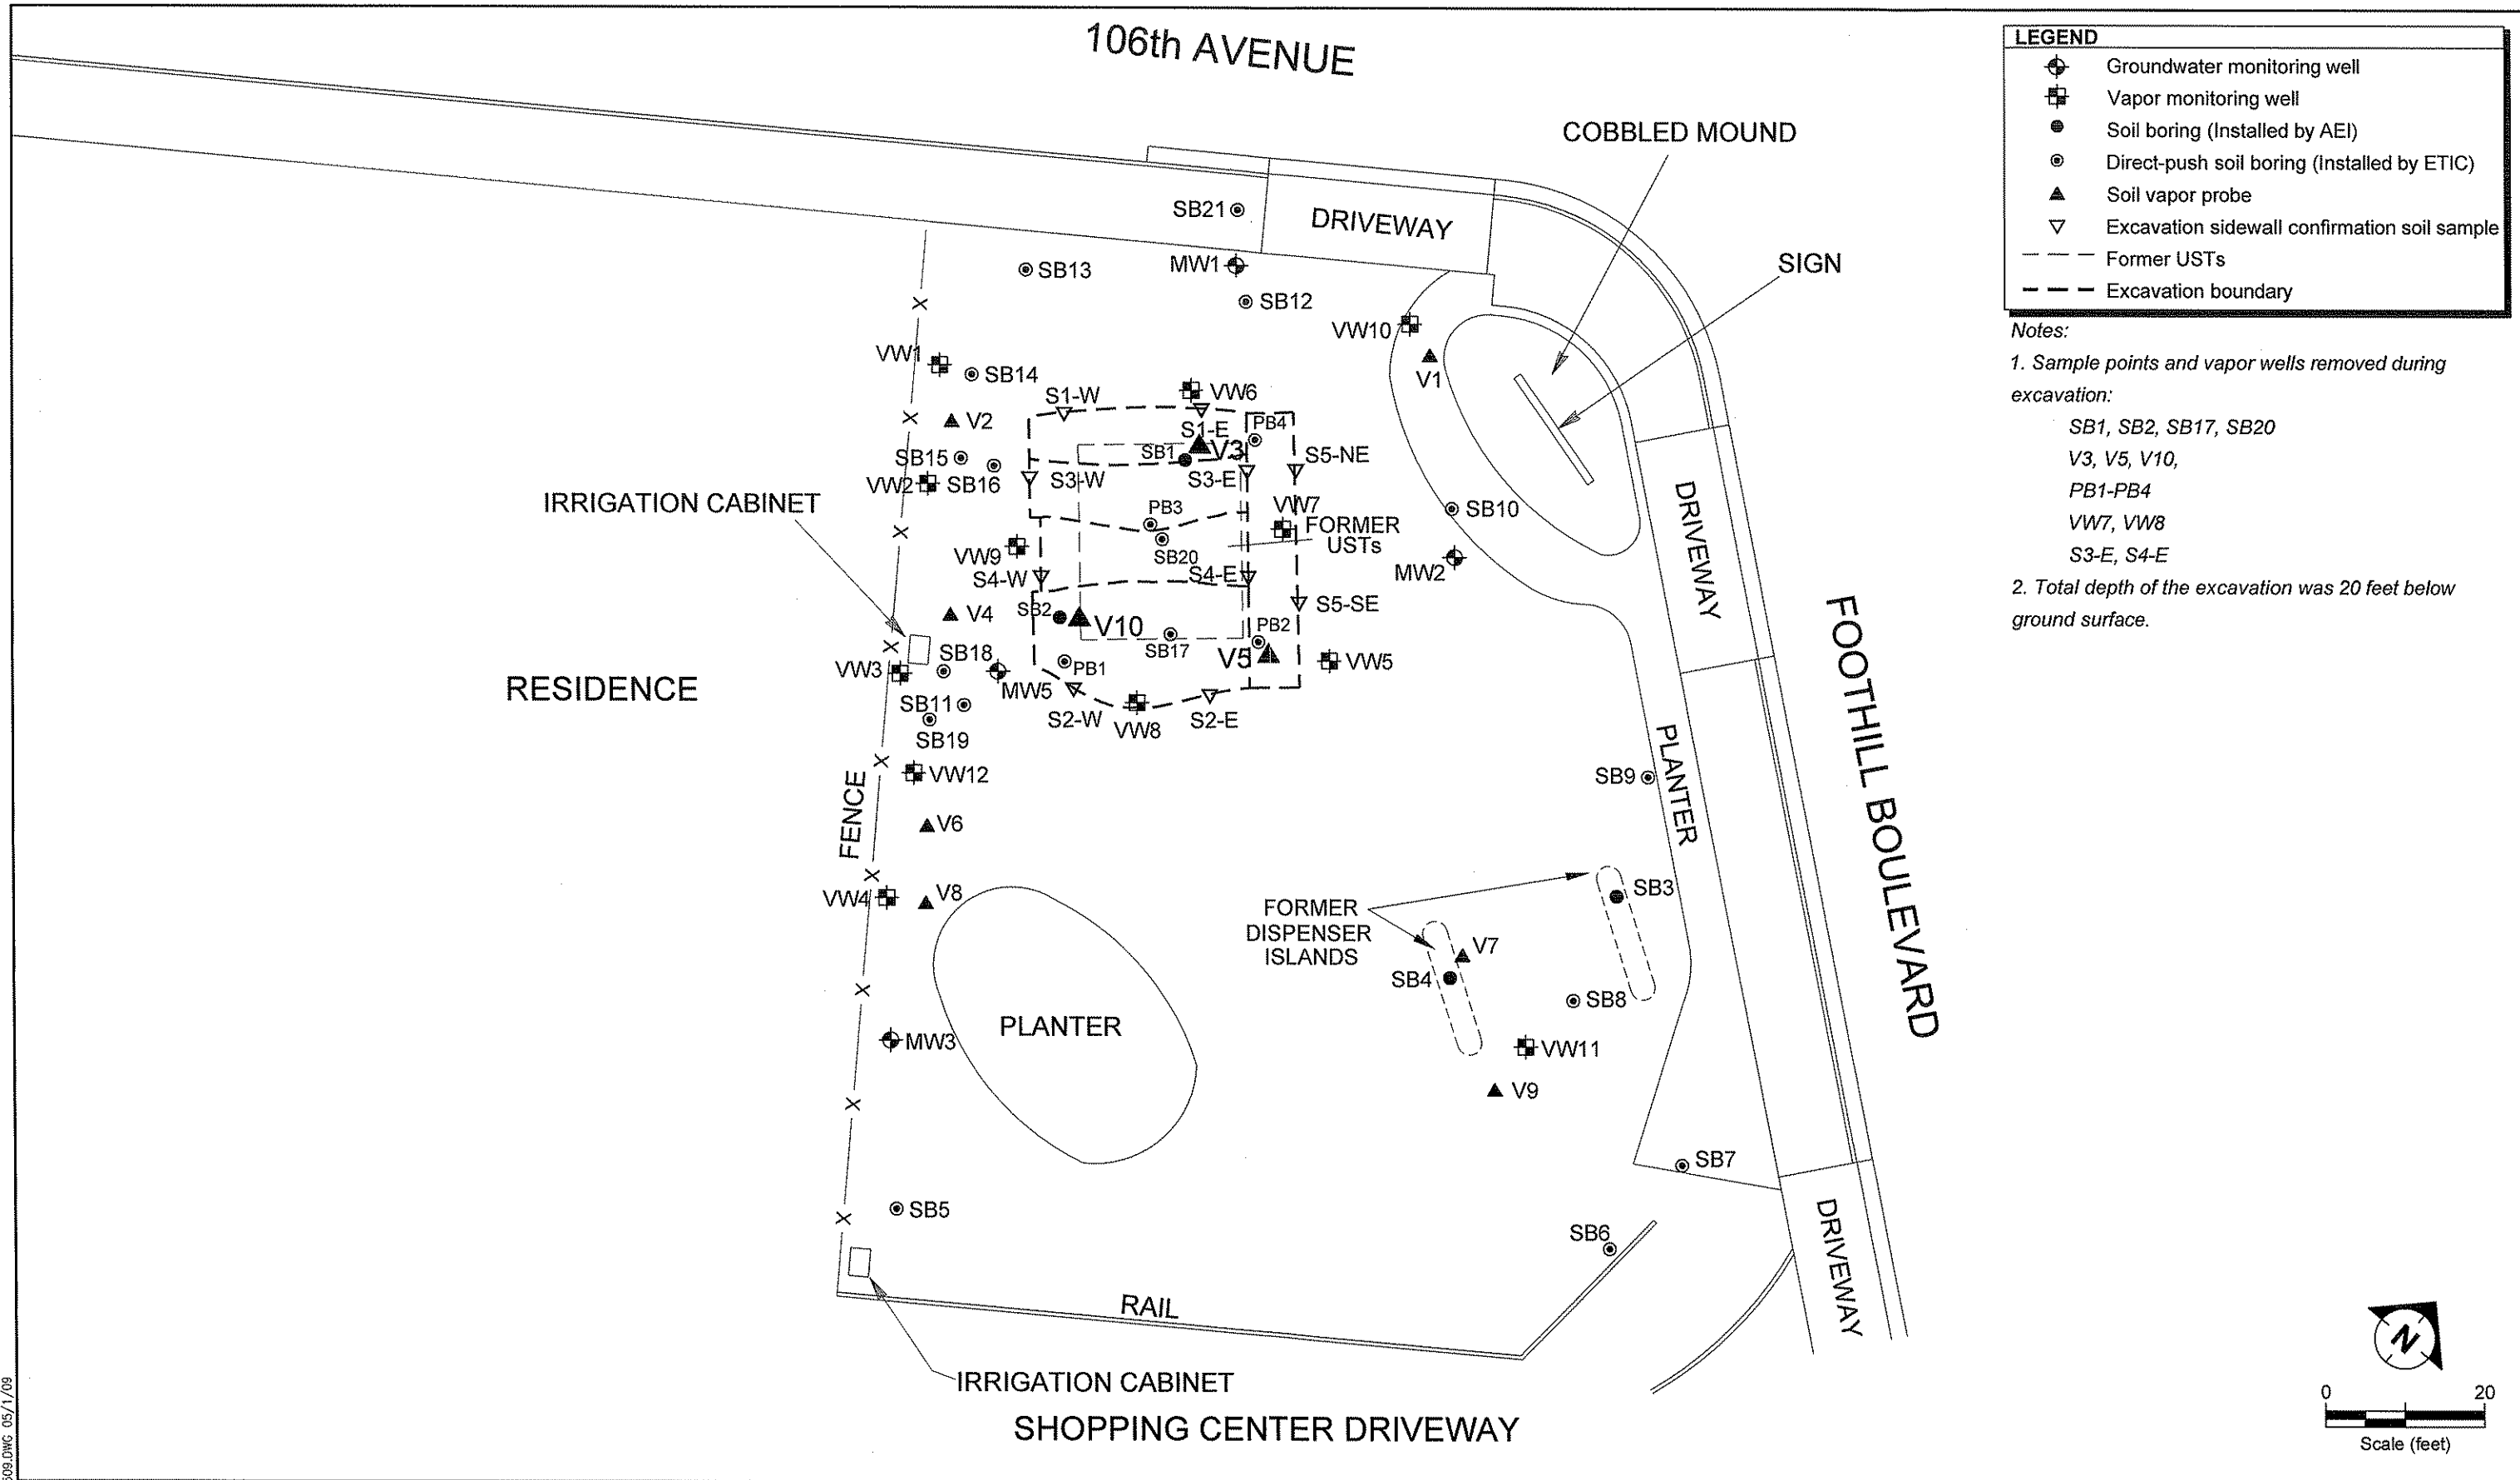 106th AVENUE
LEGEND
Groundwater monitoring well
Vapor monitoring well
Soil boring (Installed by AEI)
Direct-push soil boring (Installed by ETIC)
Soil vapor probe
Excavation sidewall confirmation soil sample
Former USTs
Excavation boundary
Notes:
1. Sample points and vapor wells removed during
excavation:
SB1, SB2, SB17, SB20
V3, V5, V10,
PB1-PB4
VW7, VW8
S3-E, S4-E
2. Total depth of the excavation was 20 feet below
ground surface.
COBBLED MOUND
SIGN
SB21
DRIVEWAY
SB13
MW1
SB12
VW10
V1
VW1
SB14
S1-W
VW6
V2
S1-E
PB4
V3
SB1
SB15
S5-NE
VW2
SB16
S3-W
S3-E
IRRIGATION CABINET
PB3
VW7
SB10
FORMER
USTs
VW9
SB20
S4-W
S4-E
MW2
DRIVEWAY
V4
SB2
V10
S5-SE
SB17
PB2
V5
VW5
VW3
SB18
PB1
MW5
RESIDENCE
SB11
S2-W
VW8
S2-E
SB19
FOOTHILL BOULEVARD
VW12
FENCE
SB9
PLANTER
V6
VW4
V8
SB3
FORMER
DISPENSER
ISLANDS
V7
SB4
SB8
PLANTER
MW3
VW11
V9
SB7
SB5
SB6
DRIVEWAY
RAIL
IRRIGATION CABINET
SHOPPING CENTER DRIVEWAY
N
0 20
Scale (feet)
X
X
X
X
X
X
X
X
X
509.DWG 05/1/09